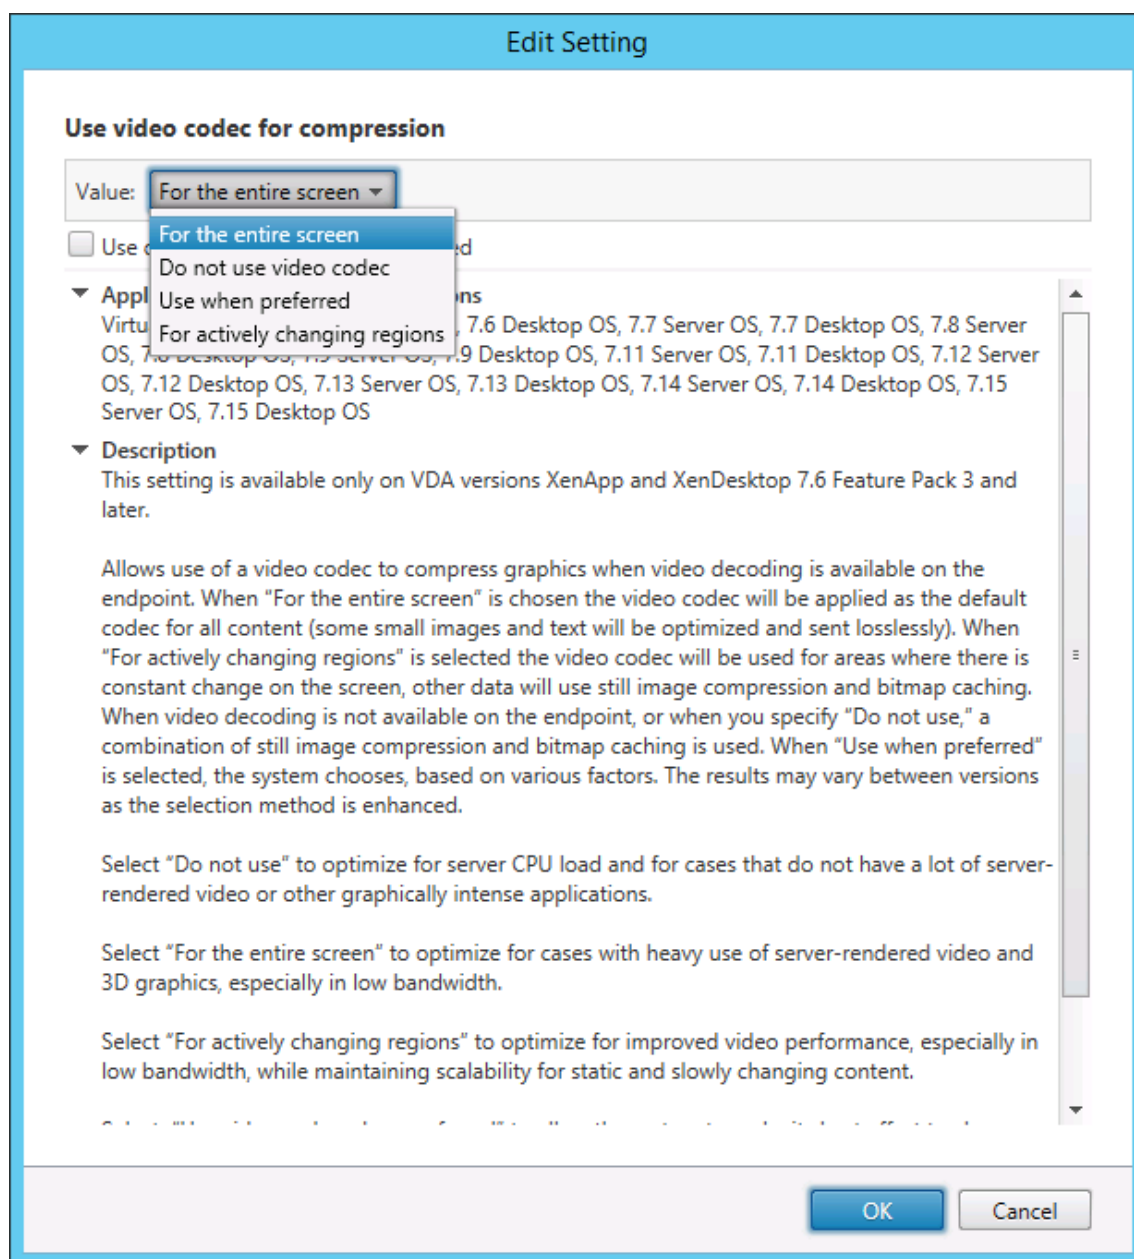 Edit Setting
Use video codec for compression
Value: For the entire screen
For the entire screen
Do not use video codec
Use when preferred
For actively changing regions
Use ed
Appl ons
Virtu , 7.6 Desktop OS, 7.7 Server OS, 7.7 Desktop OS, 7.8 Server
OS, 7.8 Desktop OS, 7.9 Server OS, 7.9 Desktop OS, 7.11 Server OS, 7.11 Desktop OS, 7.12 Server
OS, 7.12 Desktop OS, 7.13 Server OS, 7.13 Desktop OS, 7.14 Server OS, 7.14 Desktop OS, 7.15
Server OS, 7.15 Desktop OS
Description
This setting is available only on VDA versions XenApp and XenDesktop 7.6 Feature Pack 3 and
later.
Allows use of a video codec to compress graphics when video decoding is available on the
endpoint. When “For the entire screen” is chosen the video codec will be applied as the default
codec for all content (some small images and text will be optimized and sent losslessly). When
“For actively changing regions” is selected the video codec will be used for areas where there is
constant change on the screen, other data will use still image compression and bitmap caching.
When video decoding is not available on the endpoint, or when you specify “Do not use,” a
combination of still image compression and bitmap caching is used. When “Use when preferred”
is selected, the system chooses, based on various factors. The results may vary between versions
as the selection method is enhanced.
Select “Do not use” to optimize for server CPU load and for cases that do not have a lot of server-
rendered video or other graphically intense applications.
Select “For the entire screen” to optimize for cases with heavy use of server-rendered video and
3D graphics, especially in low bandwidth.
Select “For actively changing regions” to optimize for improved video performance, especially in
low bandwidth, while maintaining scalability for static and slowly changing content.
OK
Cancel